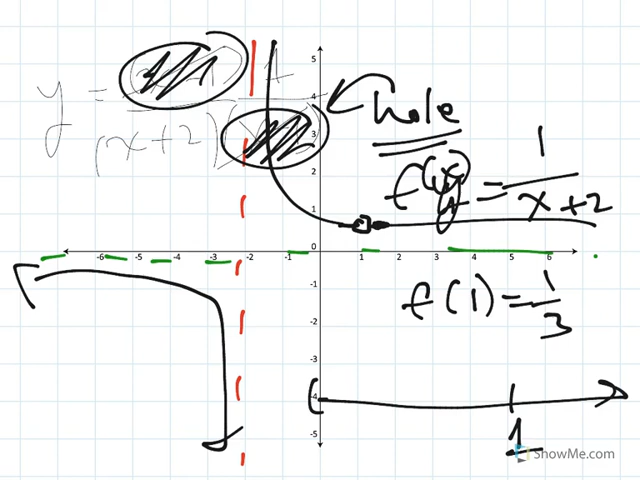 y = (x+2)
hole
f(x) = 1/x+2
f(1) = 1/3
5
4
3
2
1
0
-6 -5 -4 -3 -2 -1 1 2 3 4 5 6
-1
-2
-3
-4
-5
1
ShowMe.com